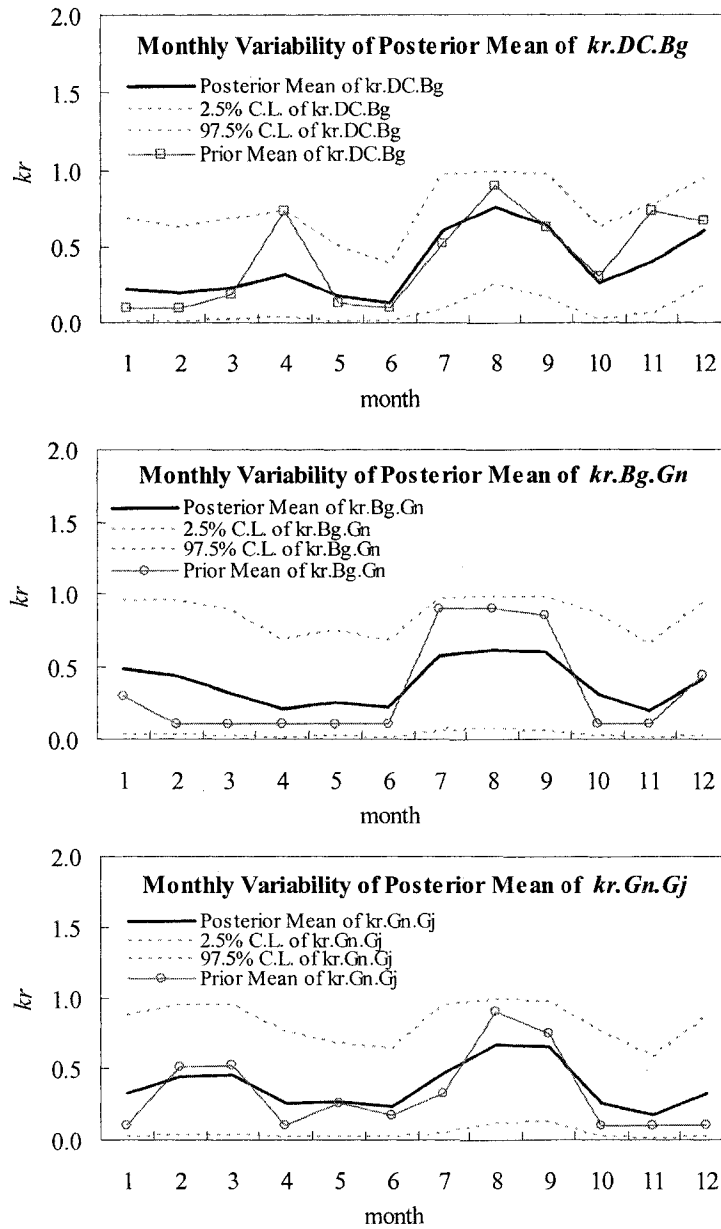 Monthly Variability of Posterior Mean of kr.DC.Bg
Posterior Mean of kr.DC.Bg
2.5% C.L. of kr.DC.Bg
97.5% C.L. of kr.DC.Bg
Prior Mean of kr.DC.Bg
2.0
1.5
1.0
0.5
0.0
kr
1 2 3 4 5 6 7 8 9 10 11 12
month
Monthly Variability of Posterior Mean of kr.Bg.Gn
Posterior Mean of kr.Bg.Gn
2.5% C.L. of kr.Bg.Gn
97.5% C.L. of kr.Bg.Gn
Prior Mean of kr.Bg.Gn
2.0
1.5
1.0
0.5
0.0
kr
1 2 3 4 5 6 7 8 9 10 11 12
month
Monthly Variability of Posterior Mean of kr.Gn.Gj
Posterior Mean of kr.Gn.Gj
2.5% C.L. of kr.Gn.Gj
97.5% C.L. of kr.Gn.Gj
Prior Mean of kr.Gn.Gj
2.0
1.5
1.0
0.5
0.0
kr
1 2 3 4 5 6 7 8 9 10 11 12
month